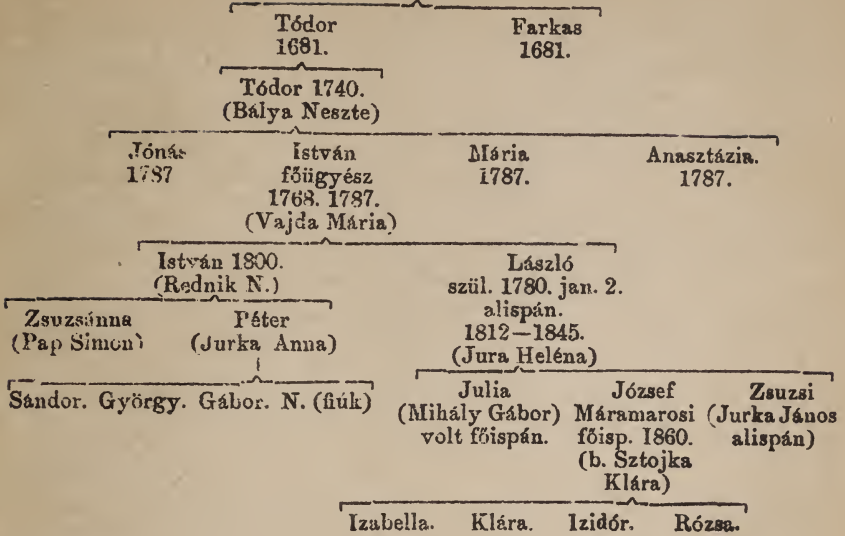 Tódor Farkas
1681. 1681.
Tódor 1740.
(Bálya Neszte)
Jónás István Mária Anasztázia.
1787 főügyész 1787. 1787.
1768. 1787.
(Vajda Mária)
István 1800. László
(Rednik N.) szül. 1780. jan. 2.
alispán.
Zsuzsánna Péter 1812—1845.
(Pap Simon) (Jurka Anna) (Jura Heléna)
Sándor. György. Gábor. N. (fiúk) Julia József Zsuzsi
(Mihály Gábor) Máramarosi (Jurka János
volt főispán. főisp. 1860. alispán)
(b. Sztojka
Klára)
Izabella. Klára. Izidór. Rózsa.